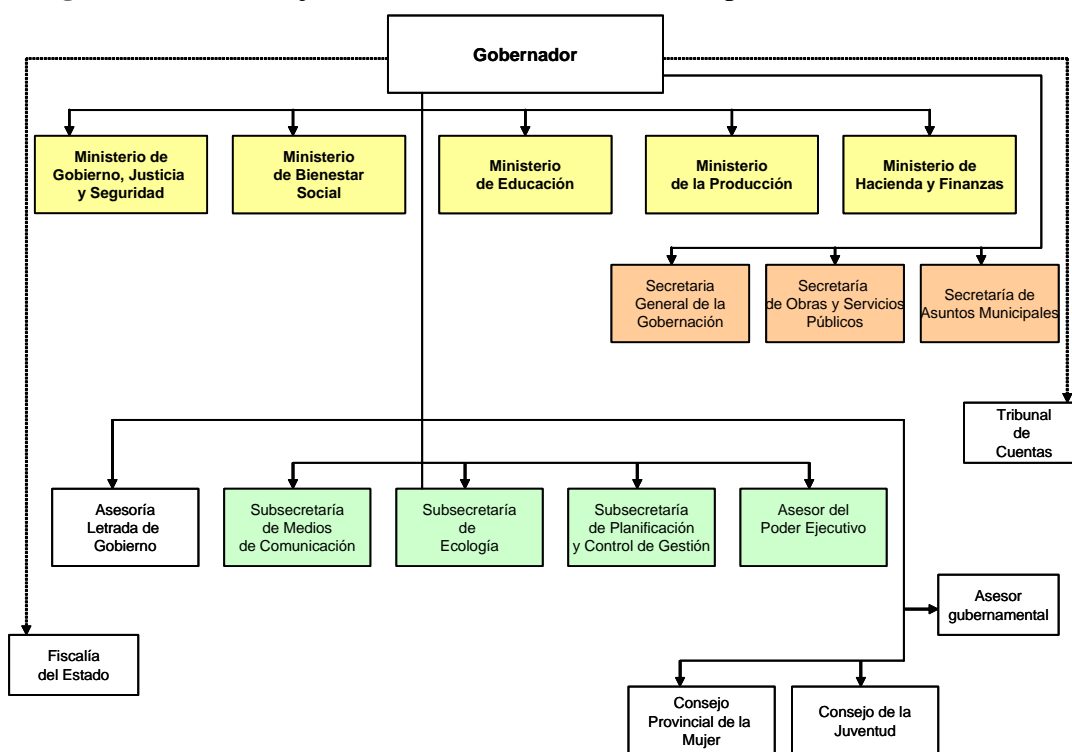 Gobernador
Ministerio de
Gobierno, Justicia
y Seguridad
Ministerio
de Bienestar
Social
Ministerio
de Educación
Ministerio
de la Producción
Ministerio de
Hacienda y Finanzas
Secretaria
General de la
Gobernación
Secretaría
de Obras y Servicios
Públicos
Secretaría de
Asuntos Municipales
Tribunal
de
Cuentas
Asesoría
Letrada de
Gobierno
Subsecretaría
de Medios
de Comunicación
Subsecretaría
de
Ecología
Subsecretaría
de Planificación
y Control de Gestión
Asesor del
Poder Ejecutivo
Asesor
gubernamental
Fiscalía
del Estado
Consejo
Provincial de la
Mujer
Consejo de la
Juventud